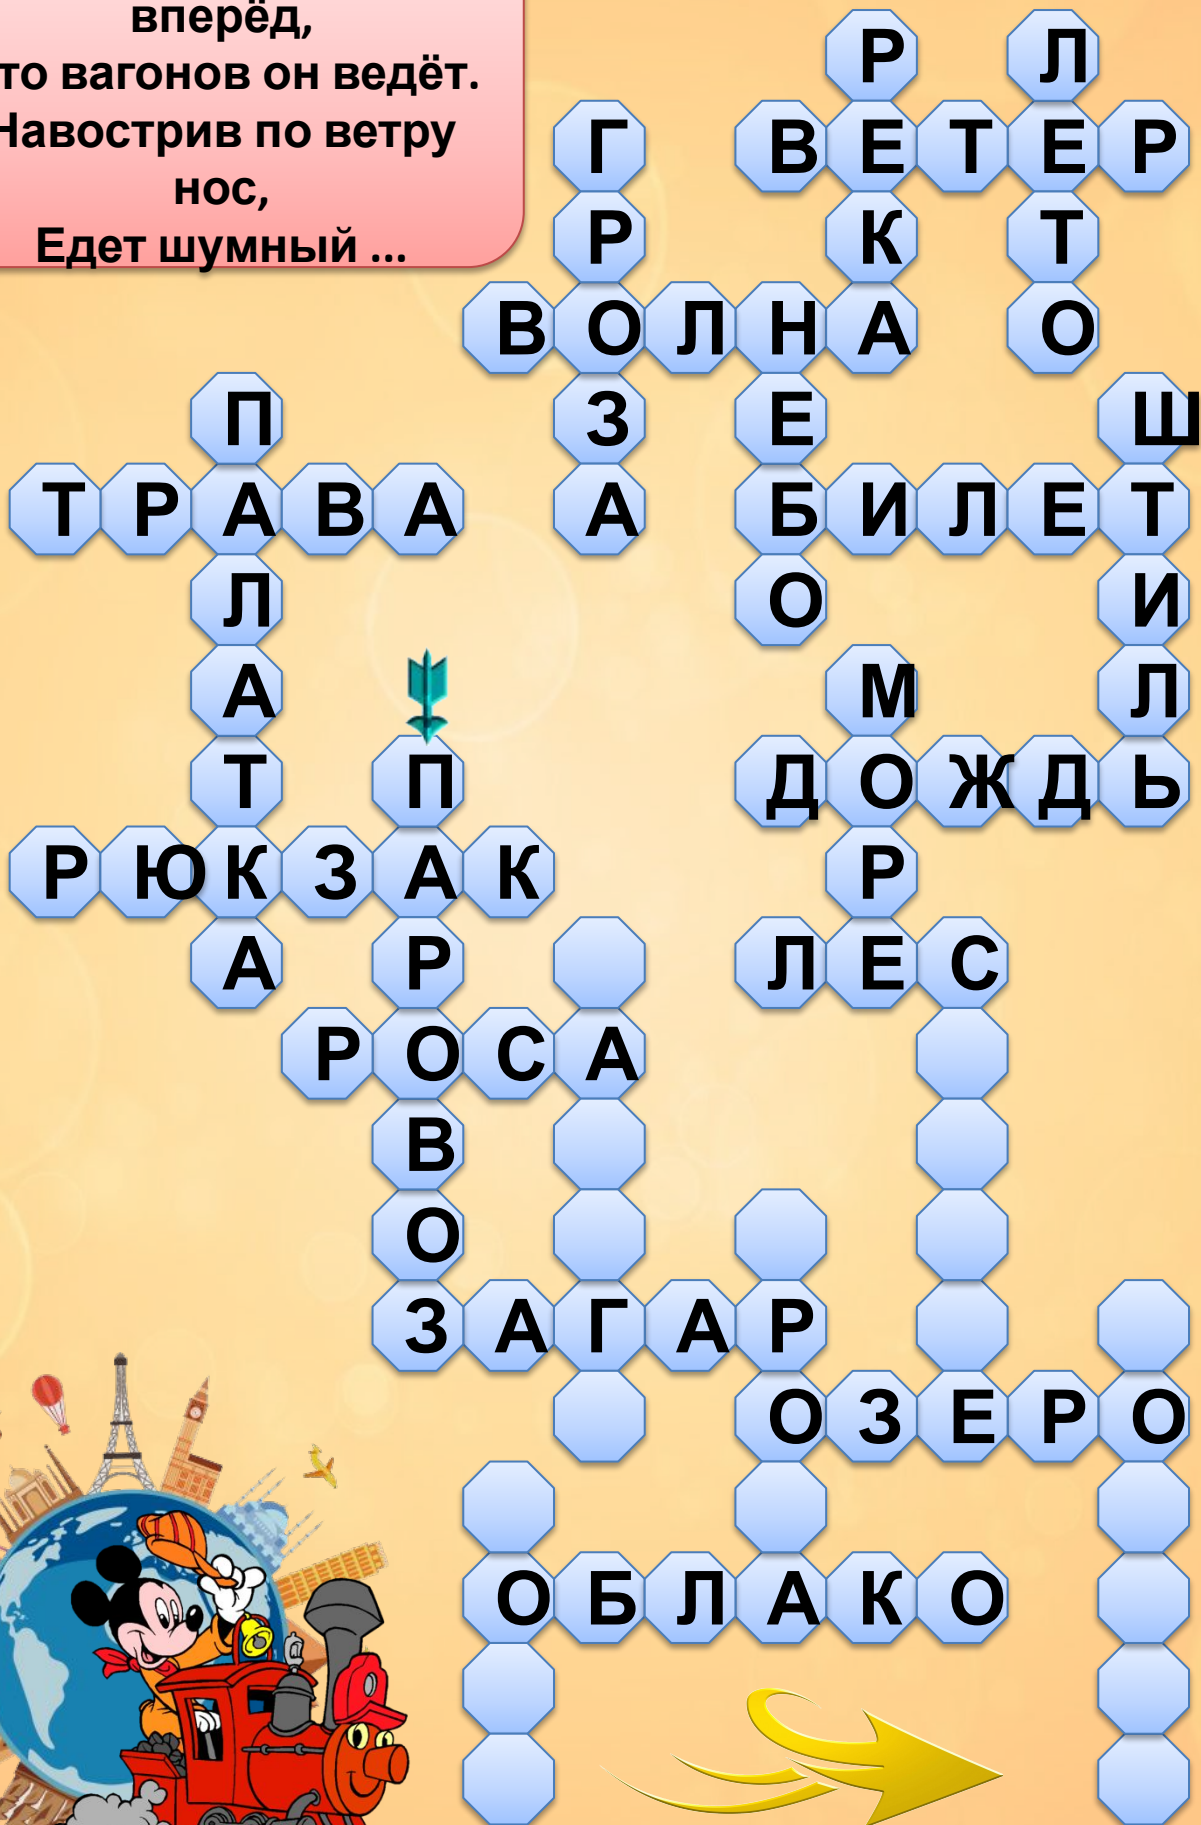 вперёд,
то вагонов он ведёт.
Навострив по ветру
нос,
Едет шумный ...
Р Л
Г ВЕТЕР
Р К Т
ВОЛНА О
П З Е Ш
ТРАВА А БИЛЕТ
Л О И
А М Л
Т П ДОЖДЬ
РЮКЗАК Р
А Р ЛЕС
РОСА
В
О
ЗАГАР
ОЗЕРО
ОБЛАКО